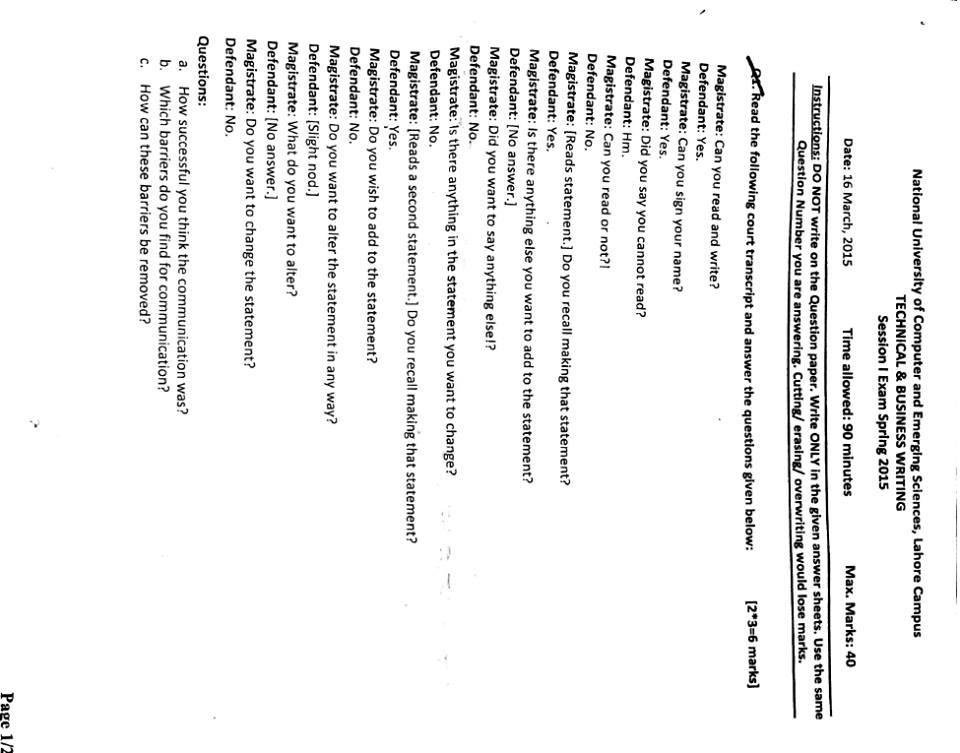 National University of Computer and Emerging Sciences, Lahore Campus
TECHNICAL & BUSINESS WRITING
Session I Exam Spring 2015
Date: 16 March, 2015 Time allowed: 90 minutes Max. Marks: 40
Instructions: DO NOT write on the Question paper. Write ONLY in the given answer sheets. Use the same
Question Number you are answering. Cutting/ erasing/ overwriting would lose marks.
Q1. Read the following court transcript and answer the questions given below: [2*3=6 marks]
Magistrate: Can you read and write?
Defendant: Yes.
Magistrate: Can you sign your name?
Defendant: Yes.
Magistrate: Did you say you cannot read?
Defendant: Hm.
Magistrate: Can you read or not?!
Defendant: No.
Magistrate: [Reads statement.] Do you recall making that statement?
Defendant: Yes.
Magistrate: Is there anything else you want to add to the statement?
Defendant: [No answer.]
Magistrate: Did you want to say anything else!?
Defendant: No.
Magistrate: Is there anything in the statement you want to change?
Defendant: No.
Magistrate: [Reads a second statement.] Do you recall making that statement?
Defendant: Yes.
Magistrate: Do you wish to add to the statement?
Defendant: No.
Magistrate: Do you want to alter the statement in any way?
Defendant: [Slight nod.]
Magistrate: What do you want to alter?
Defendant: [No answer.]
Magistrate: Do you want to change the statement?
Defendant: No.
Questions:
a. How successful you think the communication was?
b. Which barriers do you find for communication?
c. How can these barriers be removed?
Page 1/2